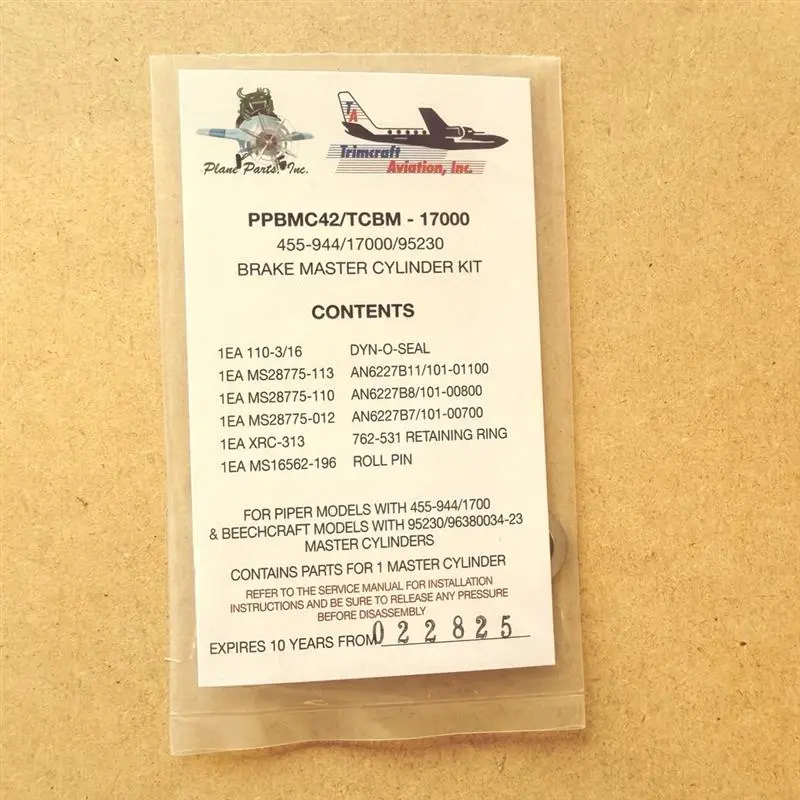 TA
Plane Parts, Inc.
Trimcraft
Aviation, Inc.
PPBMC42/TCBM - 17000
455-944/17000/95230
BRAKE MASTER CYLINDER KIT
CONTENTS
1EA 110-3/16 DYN-O-SEAL
1EA MS28775-113 AN6227B11/101-01100
1EA MS28775-110 AN6227B8/101-00800
1EA MS28775-012 AN6227B7/101-00700
1EA XRC-313 762-531 RETAINING RING
1EA MS16562-196 ROLL PIN
FOR PIPER MODELS WITH 455-944/1700
& BEECHCRAFT MODELS WITH 95230/96380034-23
MASTER CYLINDERS
CONTAINS PARTS FOR 1 MASTER CYLINDER
REFER TO THE SERVICE MANUAL FOR INSTALLATION
INSTRUCTIONS AND BE SURE TO RELEASE ANY PRESSURE
BEFORE DISASSEMBLY
EXPIRES 10 YEARS FROM 022825